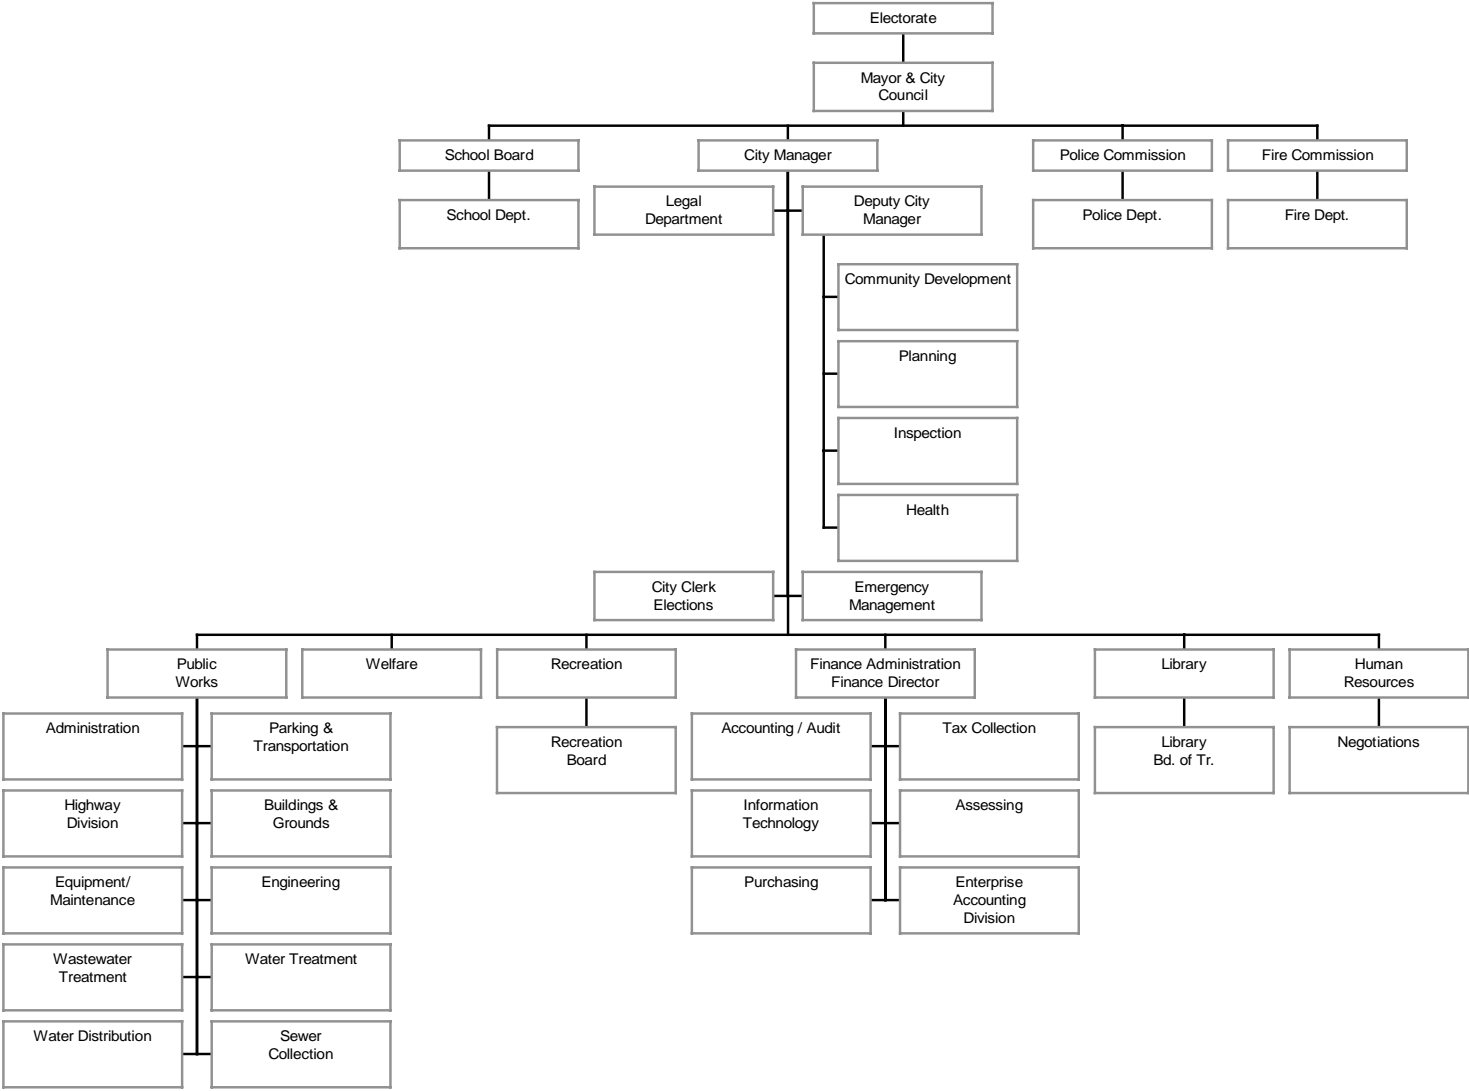 Electorate
Mayor & City
Council
School Board
City Manager
Police Commission
Fire Commission
School Dept.
Legal
Department
Deputy City
Manager
Police Dept.
Fire Dept.
Community Development
Planning
Inspection
Health
City Clerk
Elections
Emergency
Management
Public
Works
Welfare
Recreation
Finance Administration
Finance Director
Library
Human
Resources
Administration
Parking &
Transportation
Recreation
Board
Accounting / Audit
Tax Collection
Library
Bd. of Tr.
Negotiations
Highway
Division
Buildings &
Grounds
Information
Technology
Assessing
Equipment/
Maintenance
Engineering
Purchasing
Enterprise
Accounting
Division
Wastewater
Treatment
Water Treatment
Water Distribution
Sewer
Collection